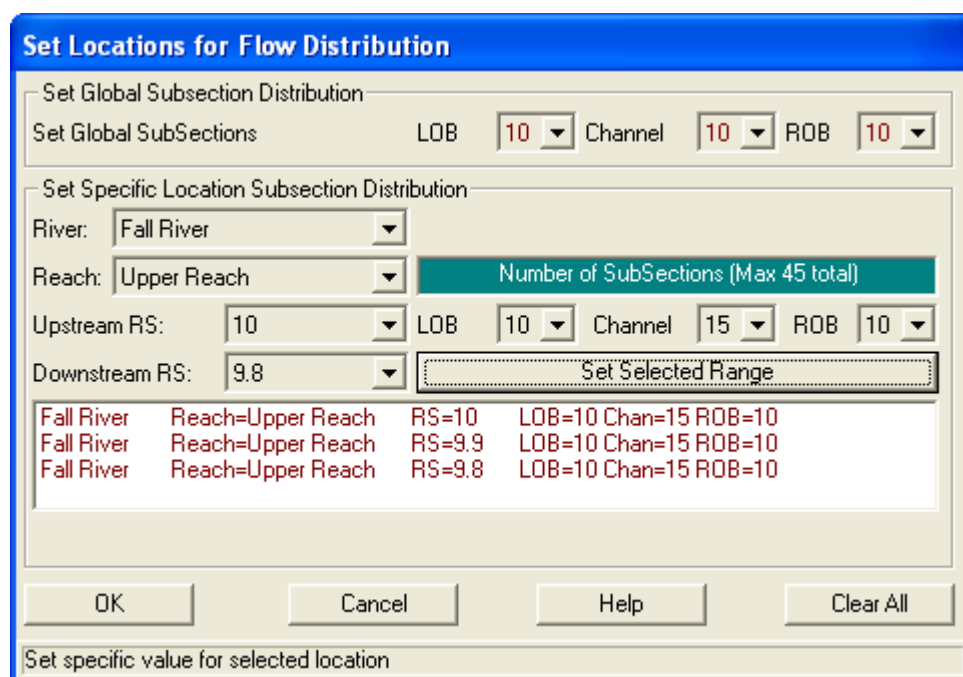 Set Locations for Flow Distribution
Set Global Subsection Distribution
Set Global SubSections LOB 10 Channel 10 ROB 10
Set Specific Location Subsection Distribution
River: Fall River
Reach: Upper Reach Number of SubSections (Max 45 total)
Upstream RS: 10 LOB 10 Channel 15 ROB 10
Downstream RS: 9.8 Set Selected Range
Fall River Reach=Upper Reach RS=10 LOB=10 Chan=15 ROB=10
Fall River Reach=Upper Reach RS=9.9 LOB=10 Chan=15 ROB=10
Fall River Reach=Upper Reach RS=9.8 LOB=10 Chan=15 ROB=10
OK Cancel Help Clear All
Set specific value for selected location